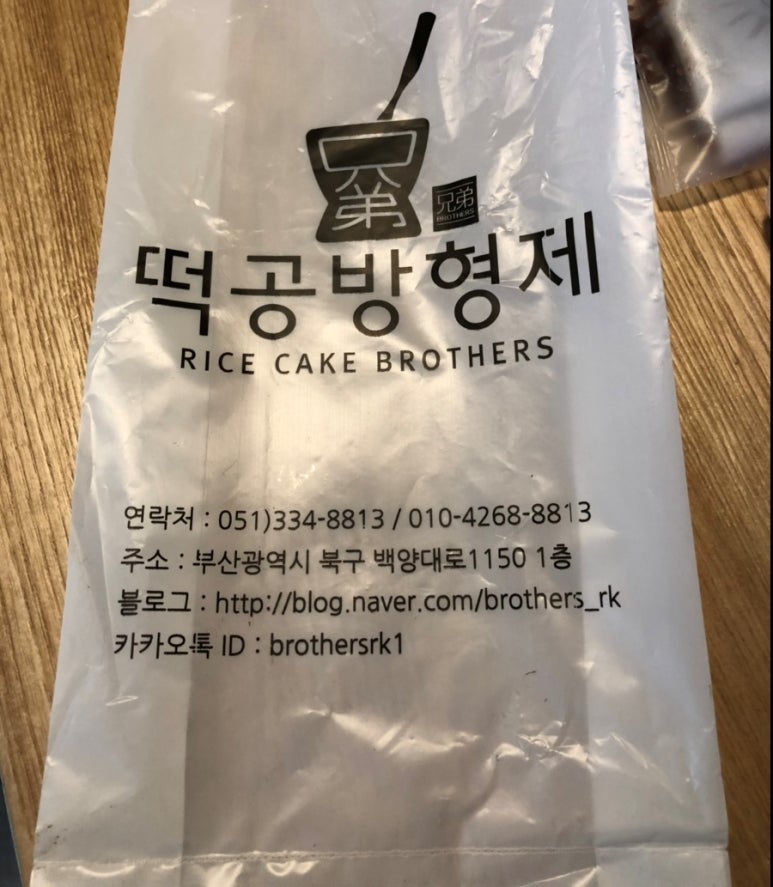 兄弟
兄弟
BROTHERS
떡공방형제
RICE CAKE BROTHERS
연락처 : 051)334-8813 / 010-4268-8813
주소 : 부산광역시 북구 백양대로1150 1층
블로그 : http://blog.naver.com/brothers_rk
카카오톡 ID : brothersrk1